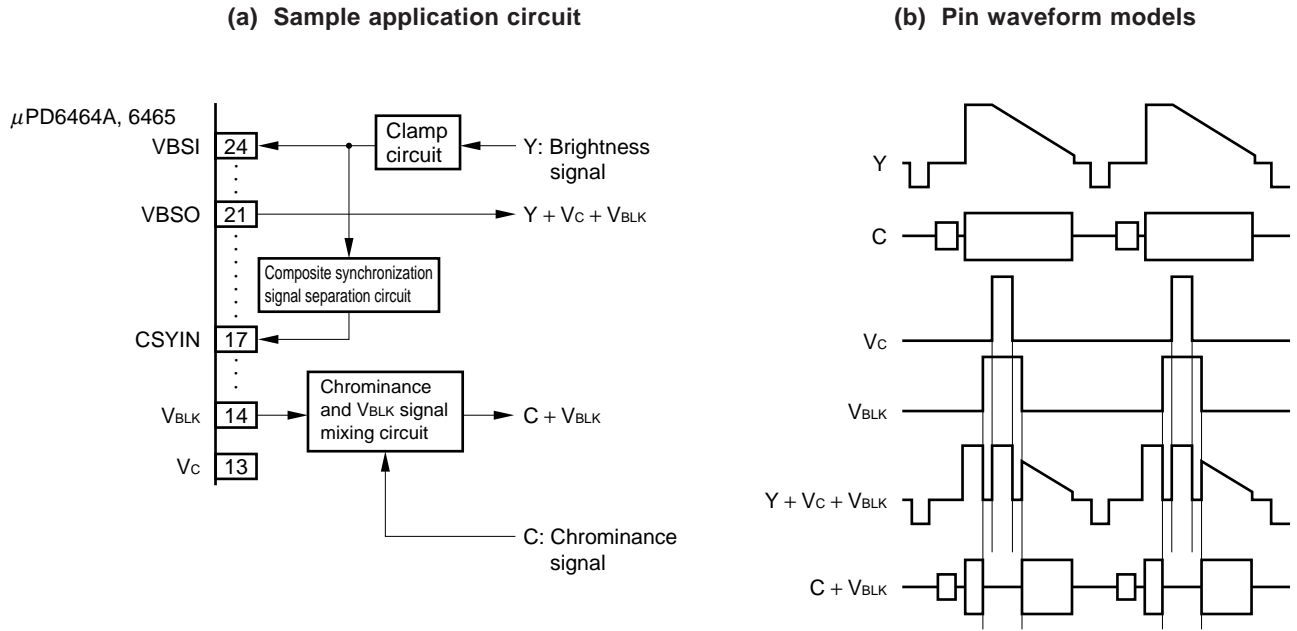 (a) Sample application circuit
μPD6464A, 6465
VBSI
24
Clamp
circuit
Y: Brightness
signal
VBSO
21
Y + VC + VBLK
Composite synchronization
signal separation circuit
CSYIN
17
VBLK
14
Chrominance
and VBLK signal
mixing circuit
C + VBLK
VC
13
C: Chrominance
signal
(b) Pin waveform models
Y
C
VC
VBLK
Y + VC + VBLK
C + VBLK